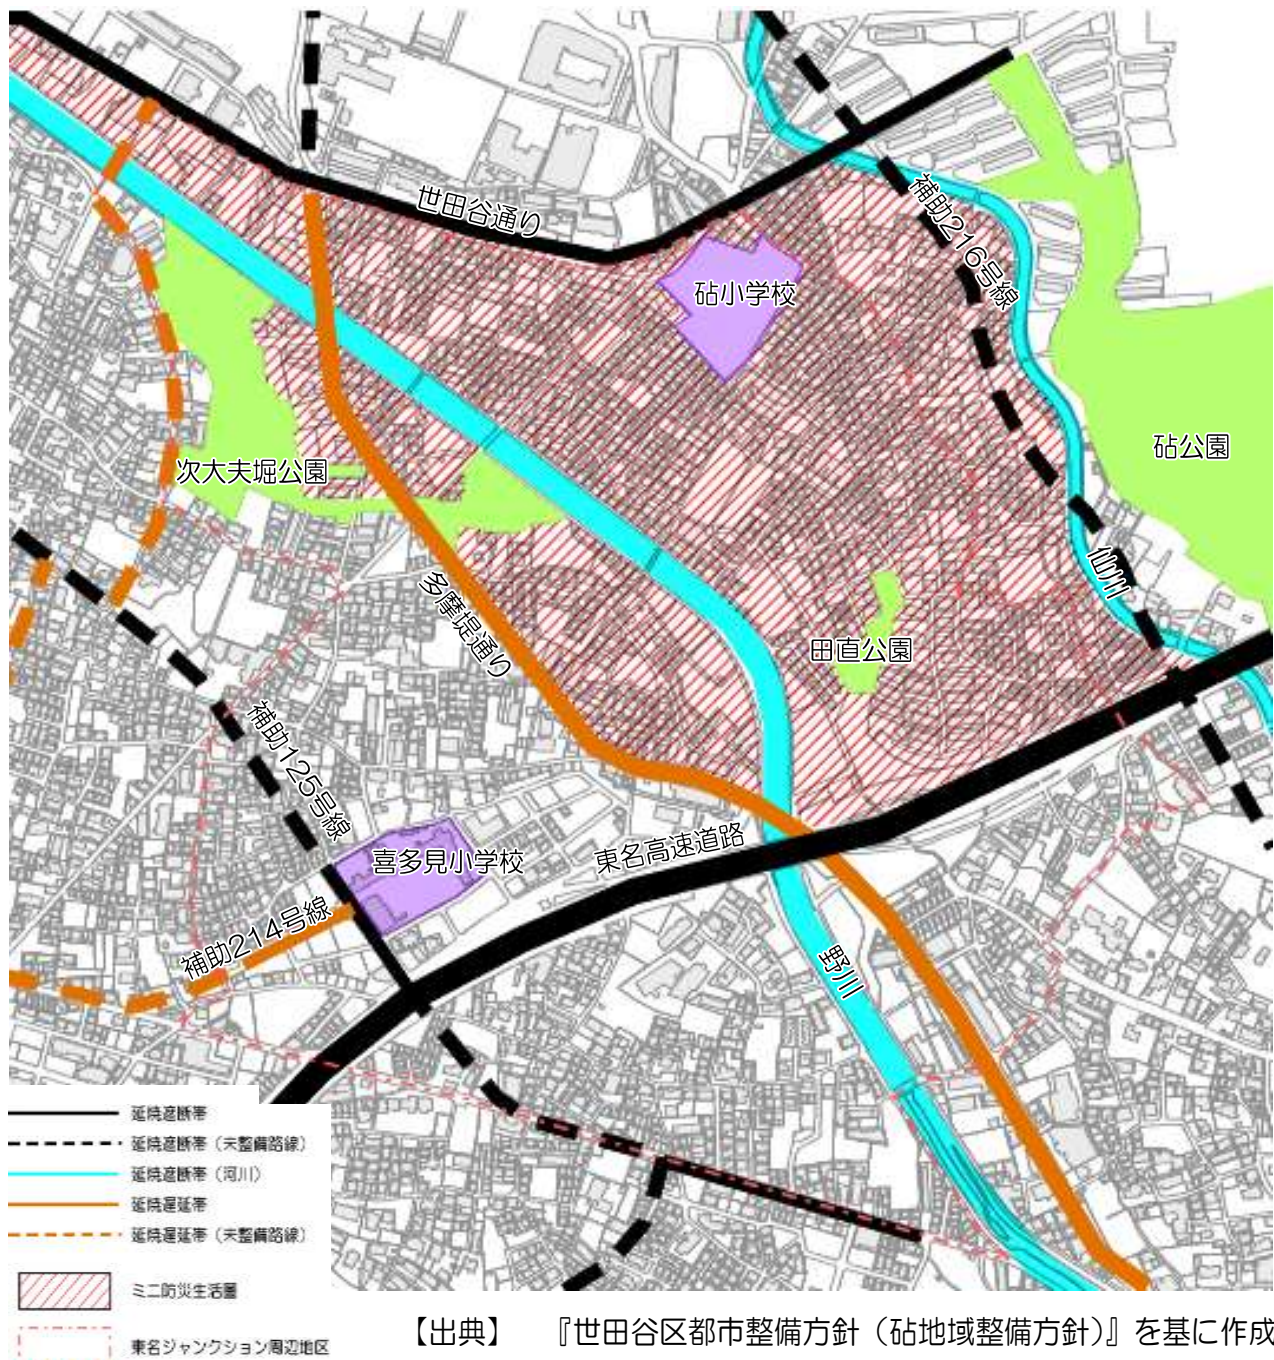 世田谷通り
補助216号線
砧小学校
砧公園
次大夫堀公園
仙川
多摩堤通り
田直公園
補助125号線
喜多見小学校
東名高速道路
補助214号線
野川
延焼遮断帯
延焼遮断帯（未整備路線）
延焼遮断帯（河川）
延焼遅延帯
延焼遅延帯（未整備路線）
ミニ防災生活圏
東名ジャンクション周辺地区
【出典】 『世田谷区都市整備方針（砧地域整備方針）』を基に作成